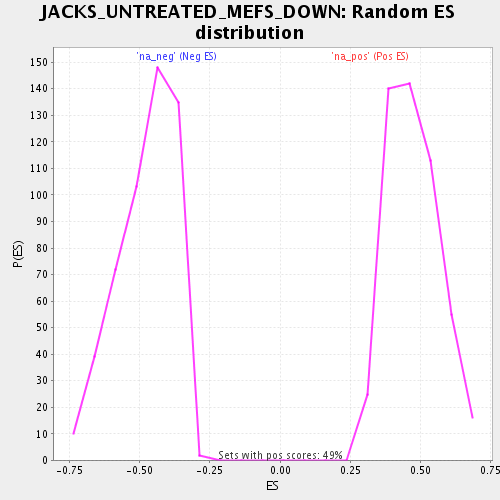 JACKS_UNTREATED_MEFS_DOWN: Random ES
distribution
'na_neg' (Neg ES) 'na_pos' (Pos ES)
150
140
130
120
110
100
90
80
70
60
50
40
30
20
10
0
P(ES)
Sets with pos scores: 49%
-0.75 -0.50 -0.25 0.00 0.25 0.50 0.75
ES